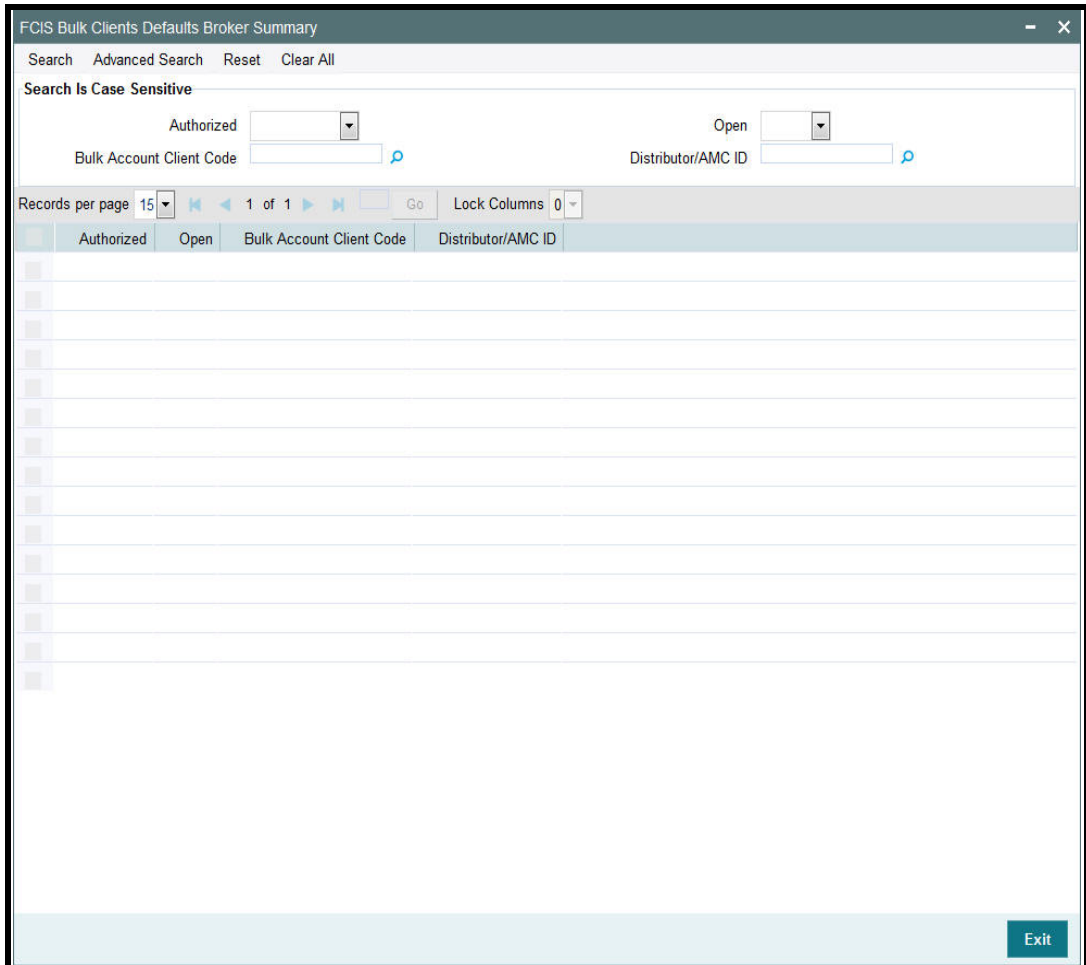 FCIS Bulk Clients Defaults Broker Summary
Search Advanced Search Reset Clear All
Search Is Case Sensitive
Authorized Open
Bulk Account Client Code Distributor/AMC ID
Records per page 15 1 of 1 Go Lock Columns 0
Authorized Open Bulk Account Client Code Distributor/AMC ID
Exit